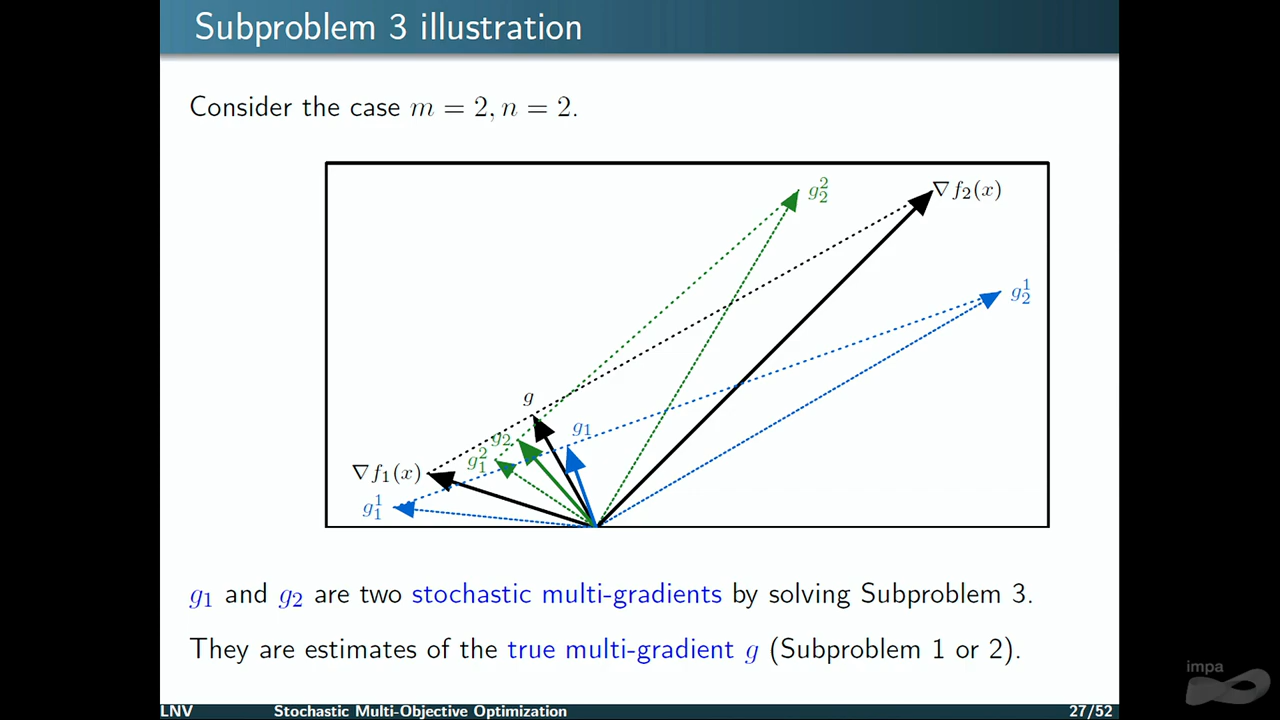 Subproblem 3 illustration
Consider the case m = 2, n = 2.
g₂²
∇f₂(x)
g₂¹
g
g₁
g₂
g₁²
∇f₁(x)
g₁¹
g₁ and g₂ are two stochastic multi-gradients by solving Subproblem 3.
They are estimates of the true multi-gradient g (Subproblem 1 or 2).
impa
LNV Stochastic Multi-Objective Optimization 27/52